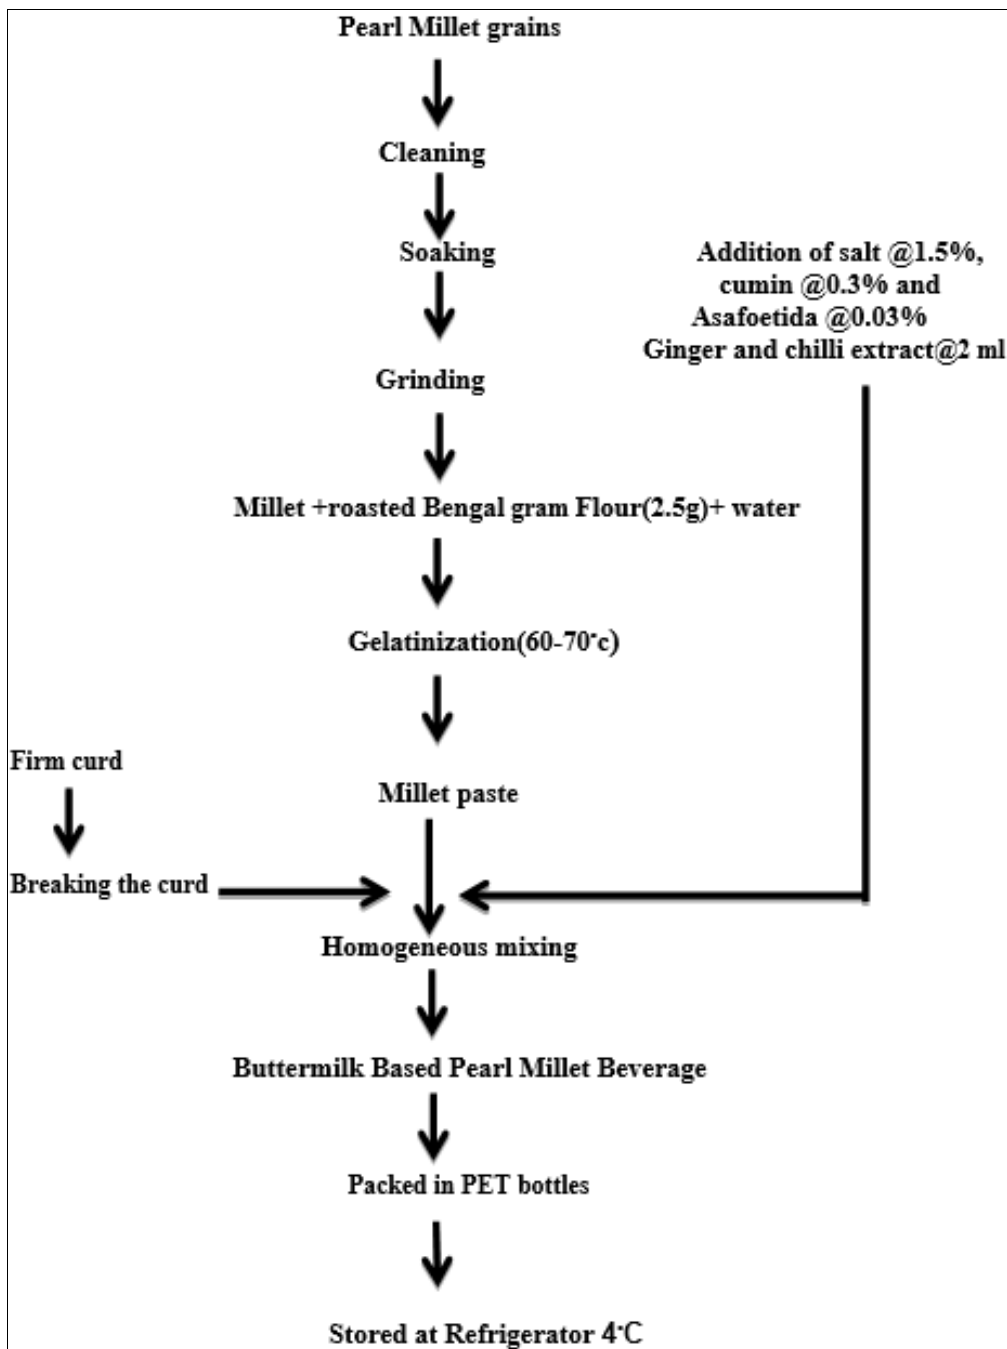 Pearl Millet grains
Cleaning
Soaking
Addition of salt @1.5%,
cumin @0.3% and
Asafoetida @0.03%
Ginger and chilli extract@2 ml
Grinding
Millet +roasted Bengal gram Flour(2.5g)+ water
Gelatinization(60-70°c)
Firm curd
Millet paste
Breaking the curd
Homogeneous mixing
Buttermilk Based Pearl Millet Beverage
Packed in PET bottles
Stored at Refrigerator 4°C